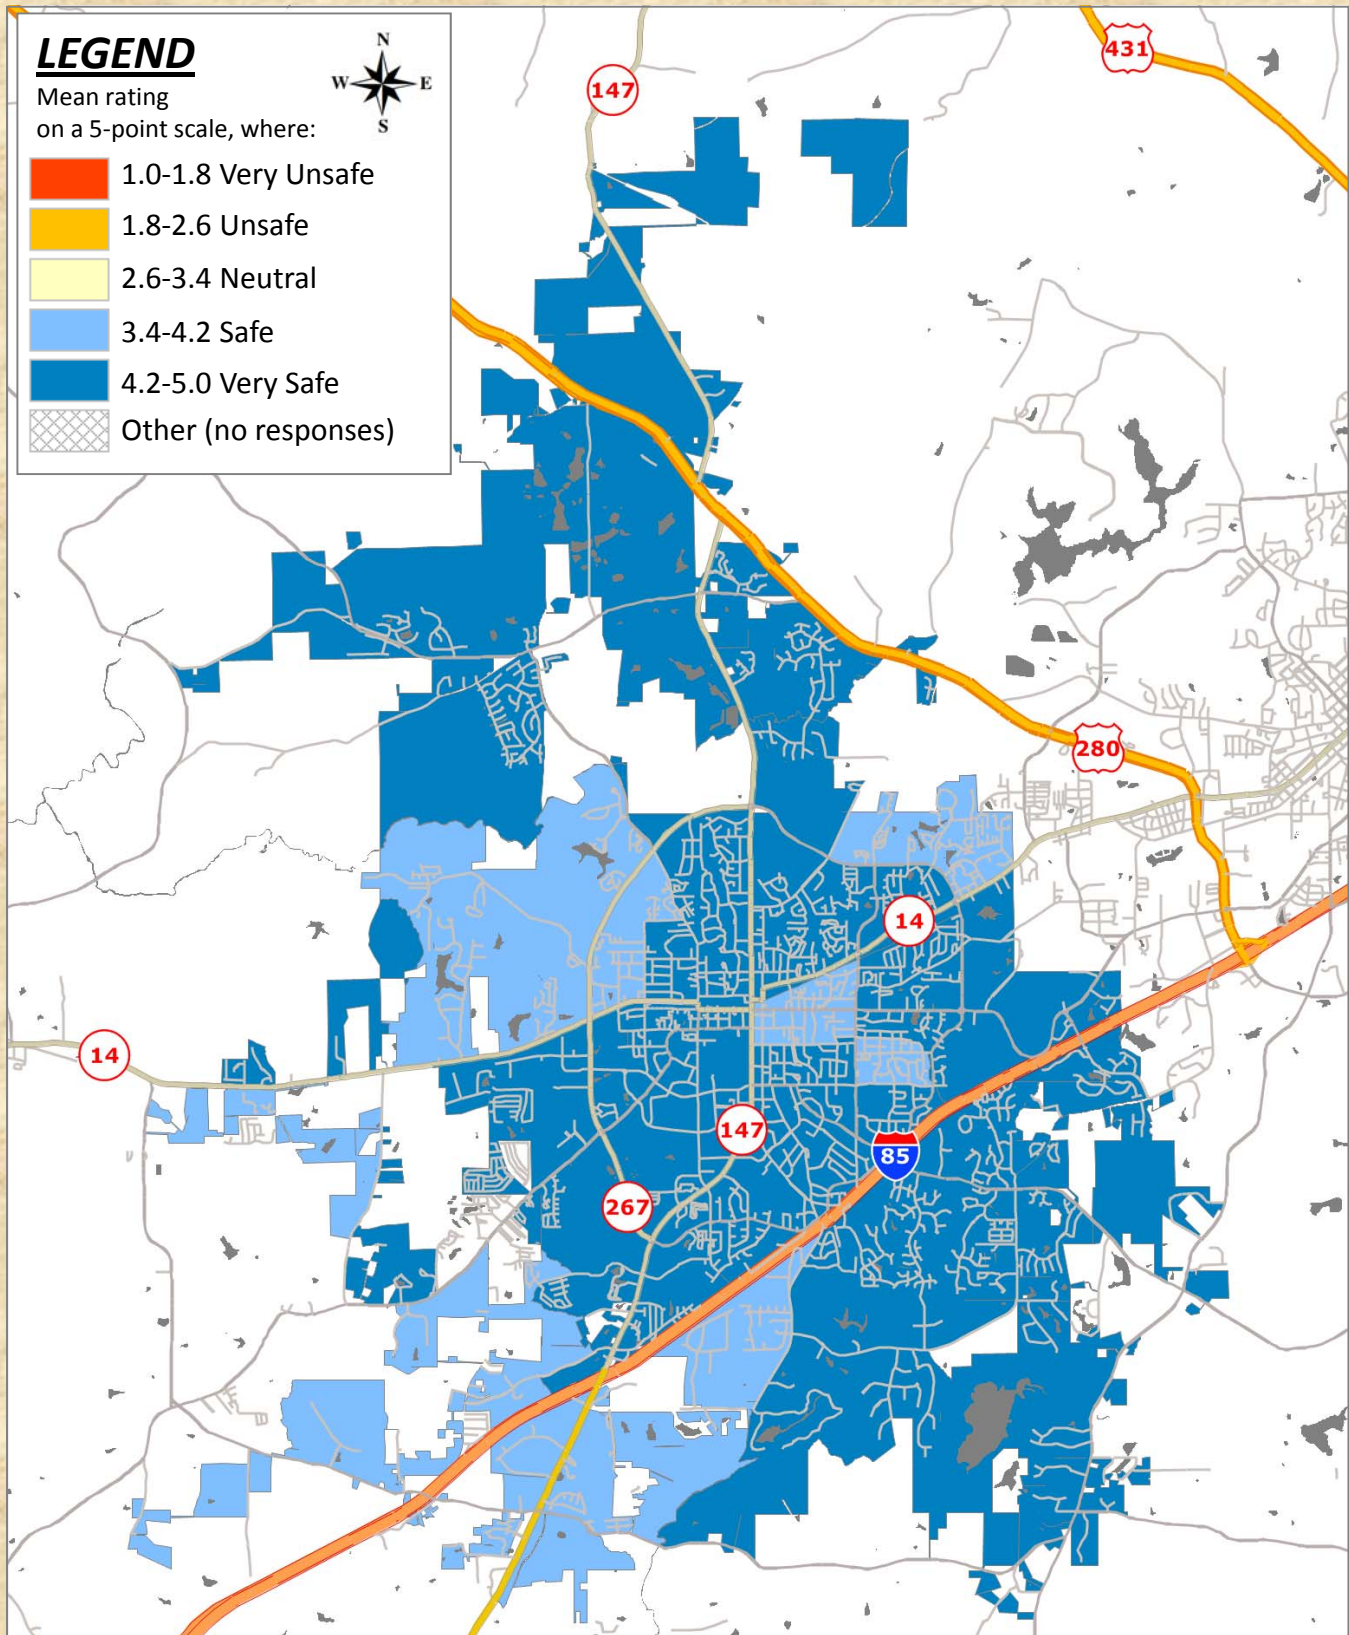 LEGEND
Mean rating
on a 5-point scale, where:
1.0-1.8 Very Unsafe
1.8-2.6 Unsafe
2.6-3.4 Neutral
3.4-4.2 Safe
4.2-5.0 Very Safe
Other (no responses)
N
W E
S
147
431
280
14
14
147
85
267